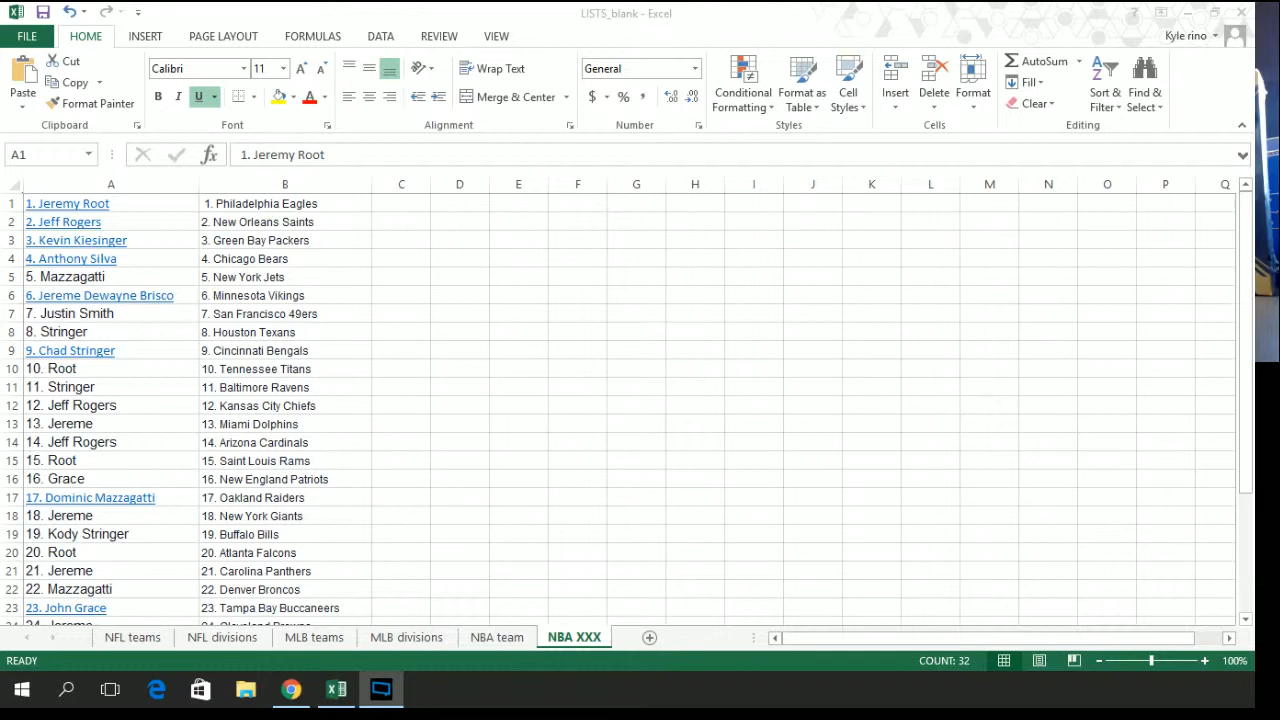 LISTS_blank - Excel
FILE HOME INSERT PAGE LAYOUT FORMULAS DATA REVIEW VIEW Kyle rino
Paste Cut Copy Format Painter Clipboard
Calibri 11 B I U Font
Wrap Text Merge & Center Alignment
General $ % , Number
Conditional Formatting Format as Table Cell Styles Styles
Insert Delete Format Cells
AutoSum Fill Clear Sort & Filter Find & Select Editing
A1 fx 1. Jeremy Root
A B C D E F G H I J K L M N O P Q
1 1. Jeremy Root 1. Philadelphia Eagles
2 2. Jeff Rogers 2. New Orleans Saints
3 3. Kevin Kiesinger 3. Green Bay Packers
4 4. Anthony Silva 4. Chicago Bears
5 5. Mazzagatti 5. New York Jets
6 6. Jereme Dewayne Brisco 6. Minnesota Vikings
7 7. Justin Smith 7. San Francisco 49ers
8 8. Stringer 8. Houston Texans
9 9. Chad Stringer 9. Cincinnati Bengals
10 10. Root 10. Tennessee Titans
11 11. Stringer 11. Baltimore Ravens
12 12. Jeff Rogers 12. Kansas City Chiefs
13 13. Jereme 13. Miami Dolphins
14 14. Jeff Rogers 14. Arizona Cardinals
15 15. Root 15. Saint Louis Rams
16 16. Grace 16. New England Patriots
17 17. Dominic Mazzagatti 17. Oakland Raiders
18 18. Jereme 18. New York Giants
19 19. Kody Stringer 19. Buffalo Bills
20 20. Root 20. Atlanta Falcons
21 21. Jereme 21. Carolina Panthers
22 22. Mazzagatti 22. Denver Broncos
23 23. John Grace 23. Tampa Bay Buccaneers
24. Jereme 24. Cleveland Browns
NFL teams NFL divisions MLB teams MLB divisions NBA team NBA XXX
READY COUNT: 32 100%